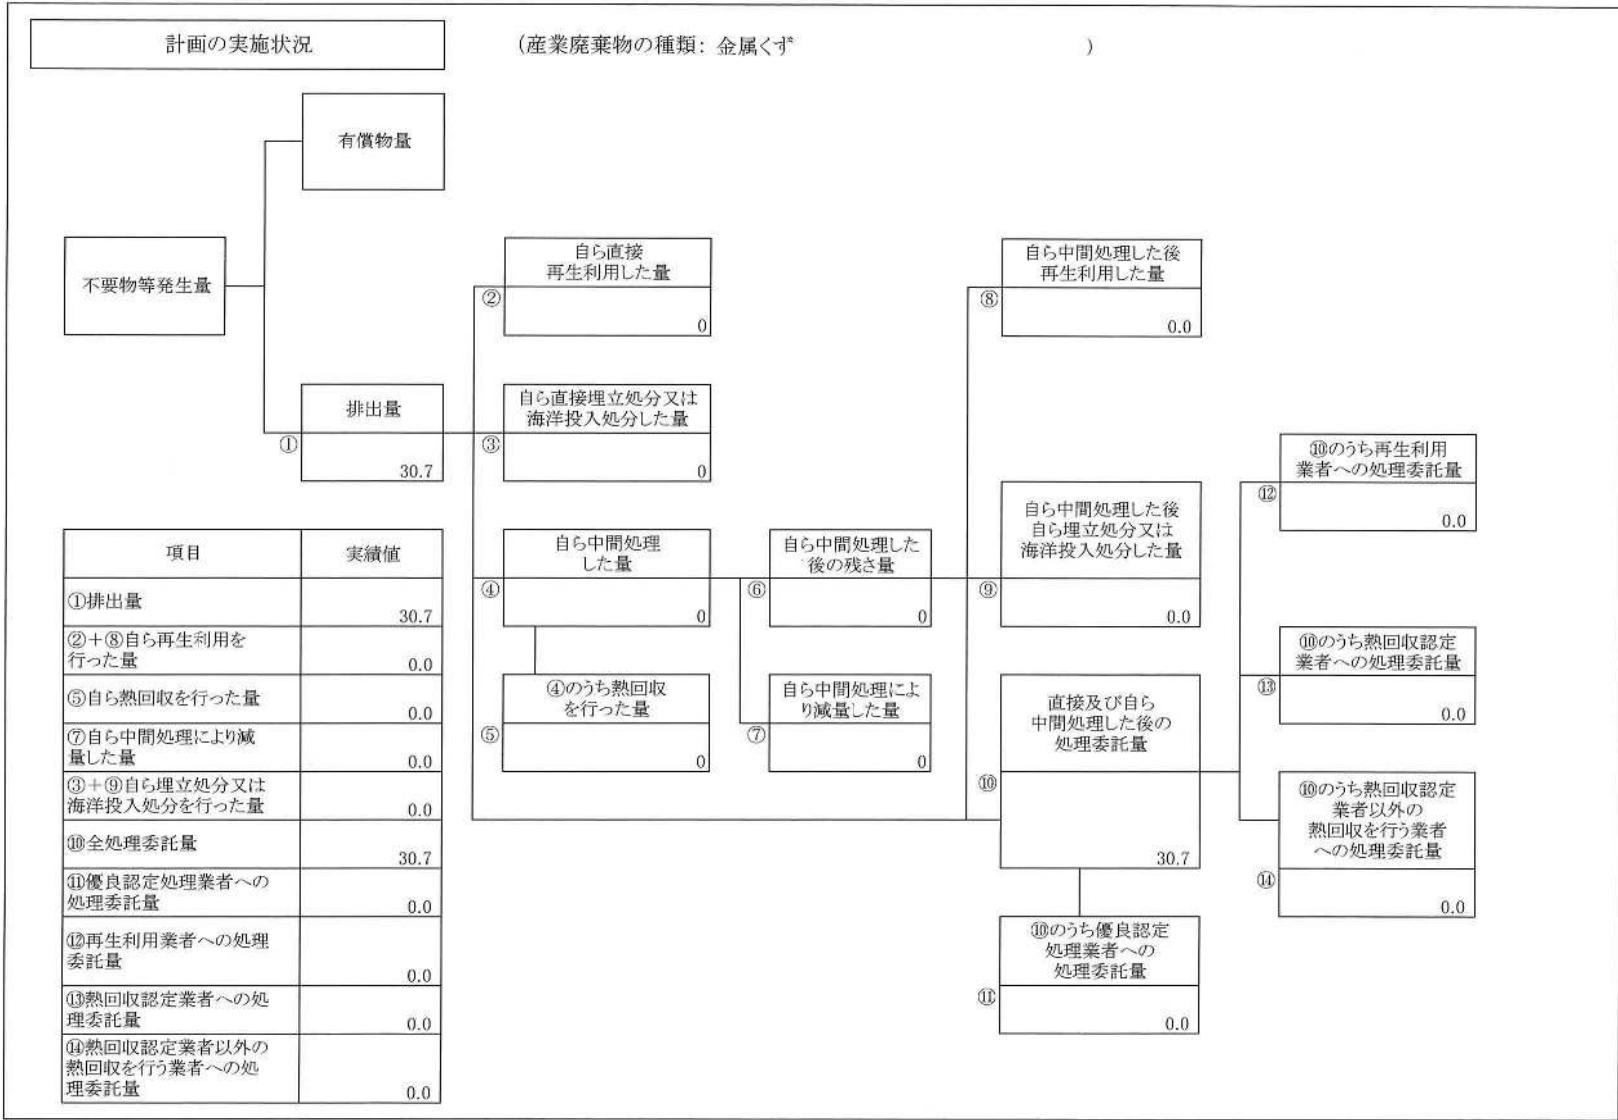 計画の実施状況
(産業廃棄物の種類: 金属くず )
有償物量
不要物等発生量
排出量
①
30.7
自ら直接
再生利用した量
②
0
自ら直接埋立処分又は
海洋投入処分した量
③
0
自ら中間処理
した量
④
0
④のうち熱回収
を行った量
⑤
0
自ら中間処理した
後の残さ量
⑥
0
自ら中間処理によ
り減量した量
⑦
0
自ら中間処理した後
再生利用した量
⑧
0.0
自ら中間処理した後
自ら埋立処分又は
海洋投入処分した量
⑨
0.0
直接及び自ら
中間処理した後の
処理委託量
⑩
30.7
⑩のうち優良認定
処理業者への
処理委託量
⑪
0.0
⑩のうち再生利用
業者への処理委託量
⑫
0.0
⑩のうち熱回収認定
業者への処理委託量
⑬
0.0
⑩のうち熱回収認定
業者以外の
熱回収を行う業者
への処理委託量
⑭
0.0
項目 実績値
①排出量
30.7
②+⑧自ら再生利用を
行った量
0.0
⑤自ら熱回収を行った量
0.0
⑦自ら中間処理により減
量した量
0.0
③+⑨自ら埋立処分又は
海洋投入処分を行った量
0.0
⑩全処理委託量
30.7
⑪優良認定処理業者への
処理委託量
0.0
⑫再生利用業者への処理
委託量
0.0
⑬熱回収認定業者への処
理委託量
0.0
⑭熱回収認定業者以外の
熱回収を行う業者への処
理委託量
0.0